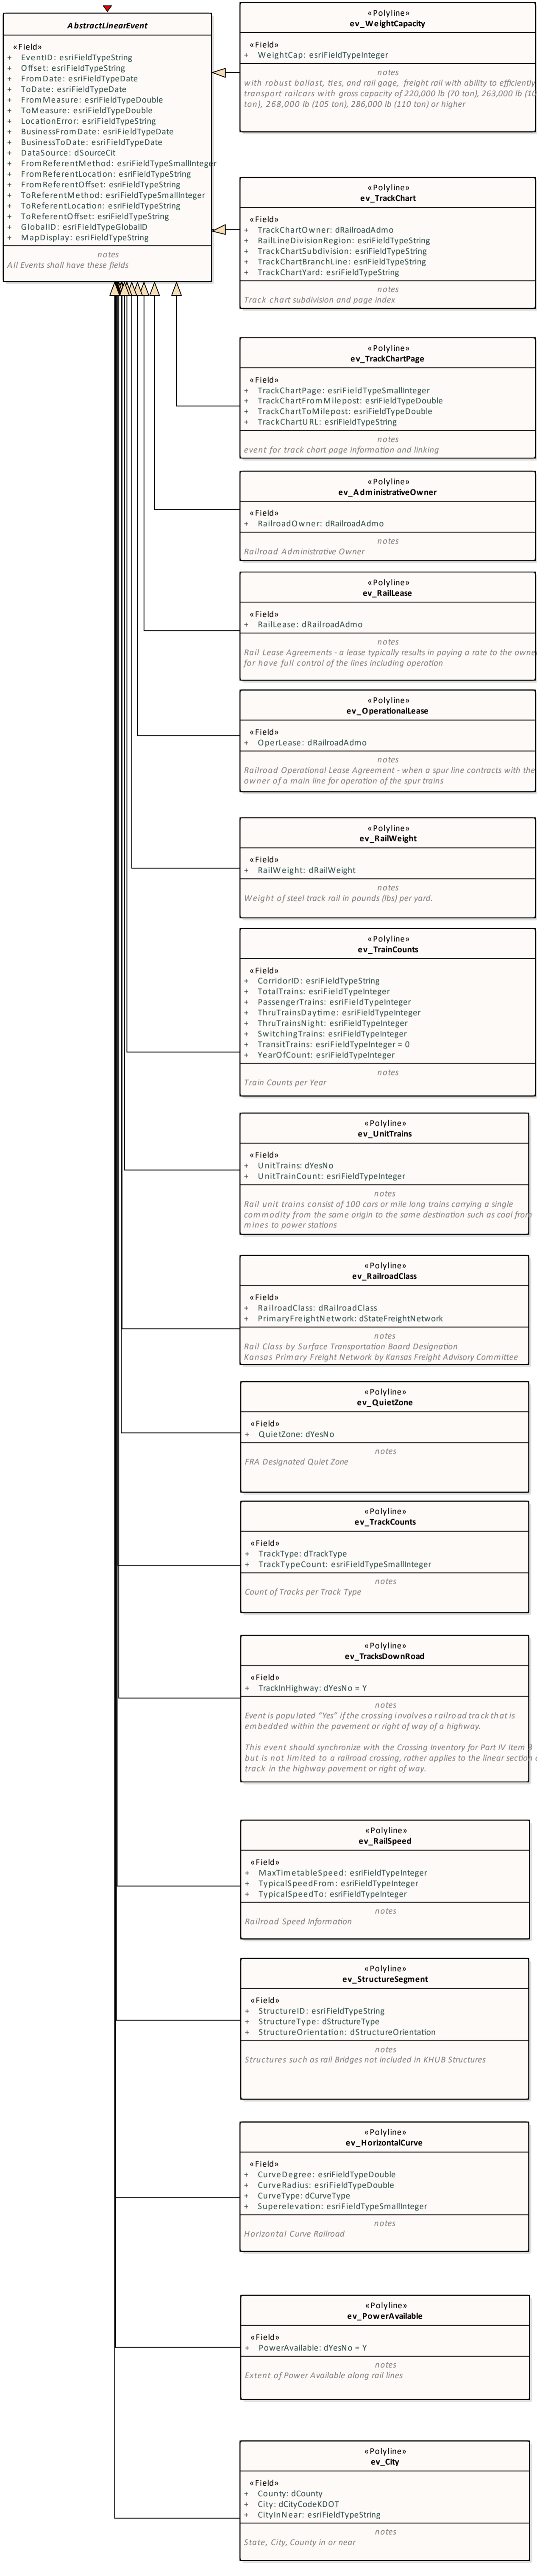 AbstractLinearEvent
«Field»
+ EventID: esriFieldTypeString
+ Offset: esriFieldTypeString
+ FromDate: esriFieldTypeDate
+ ToDate: esriFieldTypeDate
+ FromMeasure: esriFieldTypeDouble
+ ToMeasure: esriFieldTypeDouble
+ LocationError: esriFieldTypeString
+ BusinessFromDate: esriFieldTypeDate
+ BusinessToDate: esriFieldTypeDate
+ DataSource: dSourceCit
+ FromReferentMethod: esriFieldTypeSmallInteger
+ FromReferentLocation: esriFieldTypeString
+ FromReferentOffset: esriFieldTypeString
+ ToReferentMethod: esriFieldTypeSmallInteger
+ ToReferentLocation: esriFieldTypeString
+ ToReferentOffset: esriFieldTypeString
+ GlobalID: esriFieldTypeGlobalID
+ MapDisplay: esriFieldTypeString
notes
All Events shall have these fields
«Polyline»
ev_WeightCapacity
«Field»
+ WeightCap: esriFieldTypeInteger
notes
with robust ballast, ties, and rail gage, freight rail with ability to efficiently
transport railcars with gross capacity of 220,000 lb (70 ton), 263,000 lb (10
ton), 268,000 lb (105 ton), 286,000 lb (110 ton) or higher
«Polyline»
ev_TrackChart
«Field»
+ TrackChartOwner: dRailroadAdmo
+ RailLineDivisionRegion: esriFieldTypeString
+ TrackChartSubdivision: esriFieldTypeString
+ TrackChartBranchLine: esriFieldTypeString
+ TrackChartYard: esriFieldTypeString
notes
Track chart subdivision and page index
«Polyline»
ev_TrackChartPage
«Field»
+ TrackChartPage: esriFieldTypeSmallInteger
+ TrackChartFromMilepost: esriFieldTypeDouble
+ TrackChartToMilepost: esriFieldTypeDouble
+ TrackChartURL: esriFieldTypeString
notes
event for track chart page information and linking
«Polyline»
ev_AdministrativeOwner
«Field»
+ RailroadOwner: dRailroadAdmo
notes
Railroad Administrative Owner
«Polyline»
ev_RailLease
«Field»
+ RailLease: dRailroadAdmo
notes
Rail Lease Agreements - a lease typically results in paying a rate to the owne
for have full control of the lines including operation
«Polyline»
ev_OperationalLease
«Field»
+ OperLease: dRailroadAdmo
notes
Railroad Operational Lease Agreement - when a spur line contracts with the
owner of a main line for operation of the spur trains
«Polyline»
ev_RailWeight
«Field»
+ RailWeight: dRailWeight
notes
Weight of steel track rail in pounds (lbs) per yard.
«Polyline»
ev_TrainCounts
«Field»
+ CorridorID: esriFieldTypeString
+ TotalTrains: esriFieldTypeInteger
+ PassengerTrains: esriFieldTypeInteger
+ ThruTrainsDaytime: esriFieldTypeInteger
+ ThruTrainsNight: esriFieldTypeInteger
+ SwitchingTrains: esriFieldTypeInteger
+ TransitTrains: esriFieldTypeInteger = 0
+ YearOfCount: esriFieldTypeInteger
notes
Train Counts per Year
«Polyline»
ev_UnitTrains
«Field»
+ UnitTrains: dYesNo
+ UnitTrainCount: esriFieldTypeInteger
notes
Rail unit trains consist of 100 cars or mile long trains carrying a single
commodity from the same origin to the same destination such as coal from
mines to power stations
«Polyline»
ev_RailroadClass
«Field»
+ RailroadClass: dRailroadClass
+ PrimaryFreightNetwork: dStateFreightNetwork
notes
Rail Class by Surface Transportation Board Designation
Kansas Primary Freight Network by Kansas Freight Advisory Committee
«Polyline»
ev_QuietZone
«Field»
+ QuietZone: dYesNo
notes
FRA Designated Quiet Zone
«Polyline»
ev_TrackCounts
«Field»
+ TrackType: dTrackType
+ TrackTypeCount: esriFieldTypeSmallInteger
notes
Count of Tracks per Track Type
«Polyline»
ev_TracksDownRoad
«Field»
+ TrackInHighway: dYesNo = Y
notes
Event is populated "Yes" if the crossing involves a railroad track that is
embedded within the pavement or right of way of a highway.
This event should synchronize with the Crossing Inventory for Part IV Item 3
but is not limited to a railroad crossing, rather applies to the linear section o
track in the highway pavement or right of way.
«Polyline»
ev_RailSpeed
«Field»
+ MaxTimetableSpeed: esriFieldTypeInteger
+ TypicalSpeedFrom: esriFieldTypeInteger
+ TypicalSpeedTo: esriFieldTypeInteger
notes
Railroad Speed Information
«Polyline»
ev_StructureSegment
«Field»
+ StructureID: esriFieldTypeString
+ StructureType: dStructureType
+ StructureOrientation: dStructureOrientation
notes
Structures such as rail Bridges not included in KHUB Structures
«Polyline»
ev_HorizontalCurve
«Field»
+ CurveDegree: esriFieldTypeDouble
+ CurveRadius: esriFieldTypeDouble
+ CurveType: dCurveType
+ Superelevation: esriFieldTypeSmallInteger
notes
Horizontal Curve Railroad
«Polyline»
ev_PowerAvailable
«Field»
+ PowerAvailable: dYesNo = Y
notes
Extent of Power Available along rail lines
«Polyline»
ev_City
«Field»
+ County: dCounty
+ City: dCityCodeKDOT
+ CityInNear: esriFieldTypeString
notes
State, City, County in or near